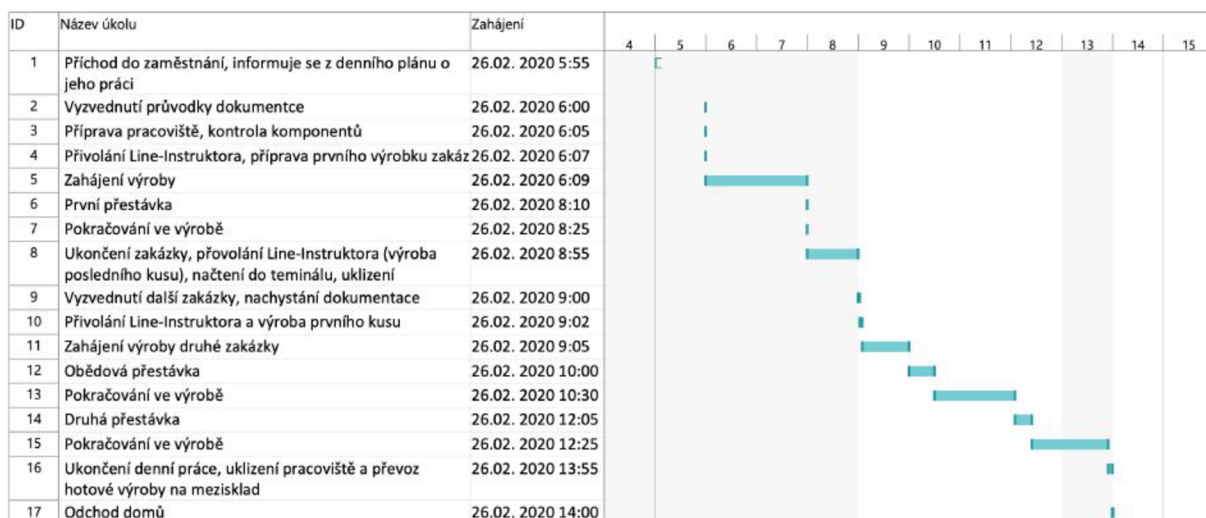 ID Název úkolu Zahájení
4 5 6 7 8 9 10 11 12 13 14 15
1 Příchod do zaměstnání, informuje se z denního plánu o 26.02. 2020 5:55
jeho práci
2 Vyzvednutí průvodky dokumentce 26.02. 2020 6:00
3 Příprava pracoviště, kontrola komponentů 26.02. 2020 6:05
4 Přivolání Line-Instruktora, příprava prvního výrobku zakáz 26.02. 2020 6:07
5 Zahájení výroby 26.02. 2020 6:09
6 První přestávka 26.02. 2020 8:10
7 Pokračování ve výrobě 26.02. 2020 8:25
8 Ukončení zakázky, přovolání Line-Instruktora (výroba 26.02. 2020 8:55
posledního kusu), načtení do teminálu, uklizení
9 Vyzvednutí další zakázky, nachystání dokumentace 26.02. 2020 9:00
10 Přivolání Line-Instruktora a výroba prvního kusu 26.02. 2020 9:02
11 Zahájení výroby druhé zakázky 26.02. 2020 9:05
12 Obědová přestávka 26.02. 2020 10:00
13 Pokračování ve výrobě 26.02. 2020 10:30
14 Druhá přestávka 26.02. 2020 12:05
15 Pokračování ve výrobě 26.02. 2020 12:25
16 Ukončení denní práce, uklizení pracoviště a převoz 26.02. 2020 13:55
hotové výroby na mezisklad
17 Odchod domů 26.02. 2020 14:00